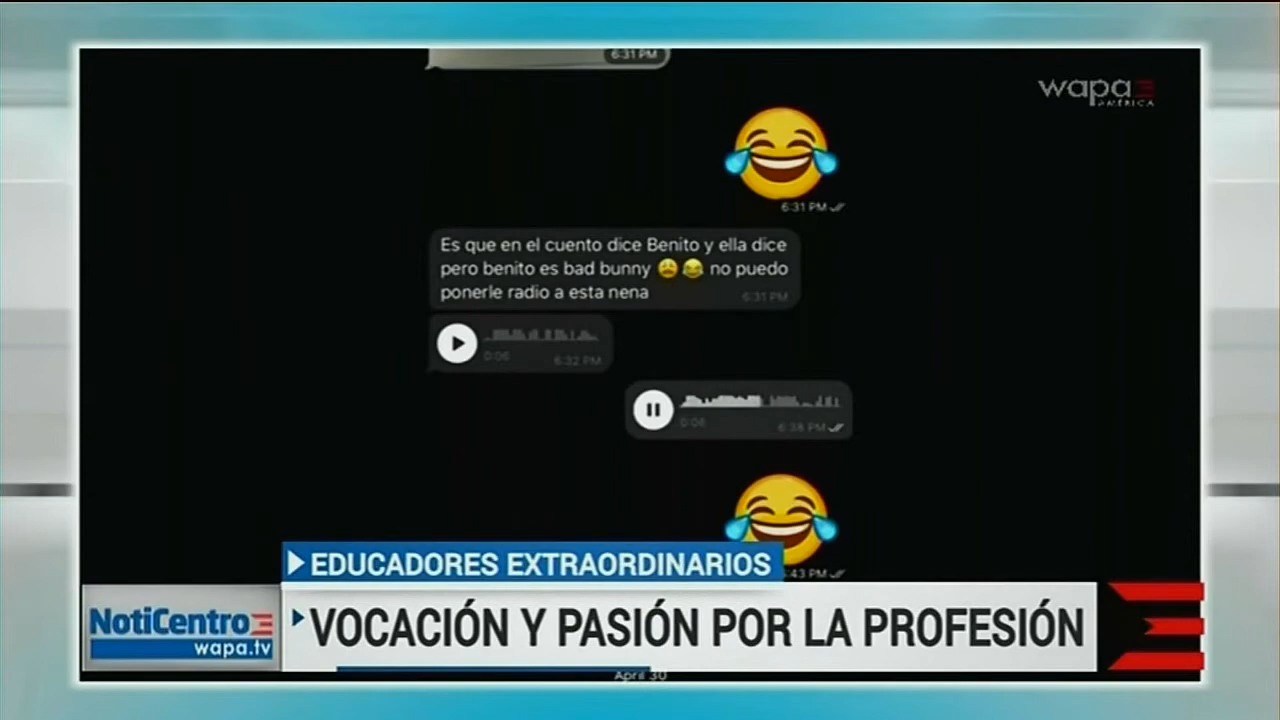 6:31 PM
wapa
AMÉRICA
6:31 PM
Es que en el cuento dice Benito y ella dice
pero benito es bad bunny 😩😂 no puedo
ponerle radio a esta nena
6:31 PM
0:06
6:32 PM
0:06
6:38 PM
:43 PM
EDUCADORES EXTRAORDINARIOS
NotiCentro
wapa.tv
VOCACIÓN Y PASIÓN POR LA PROFESIÓN
April 30